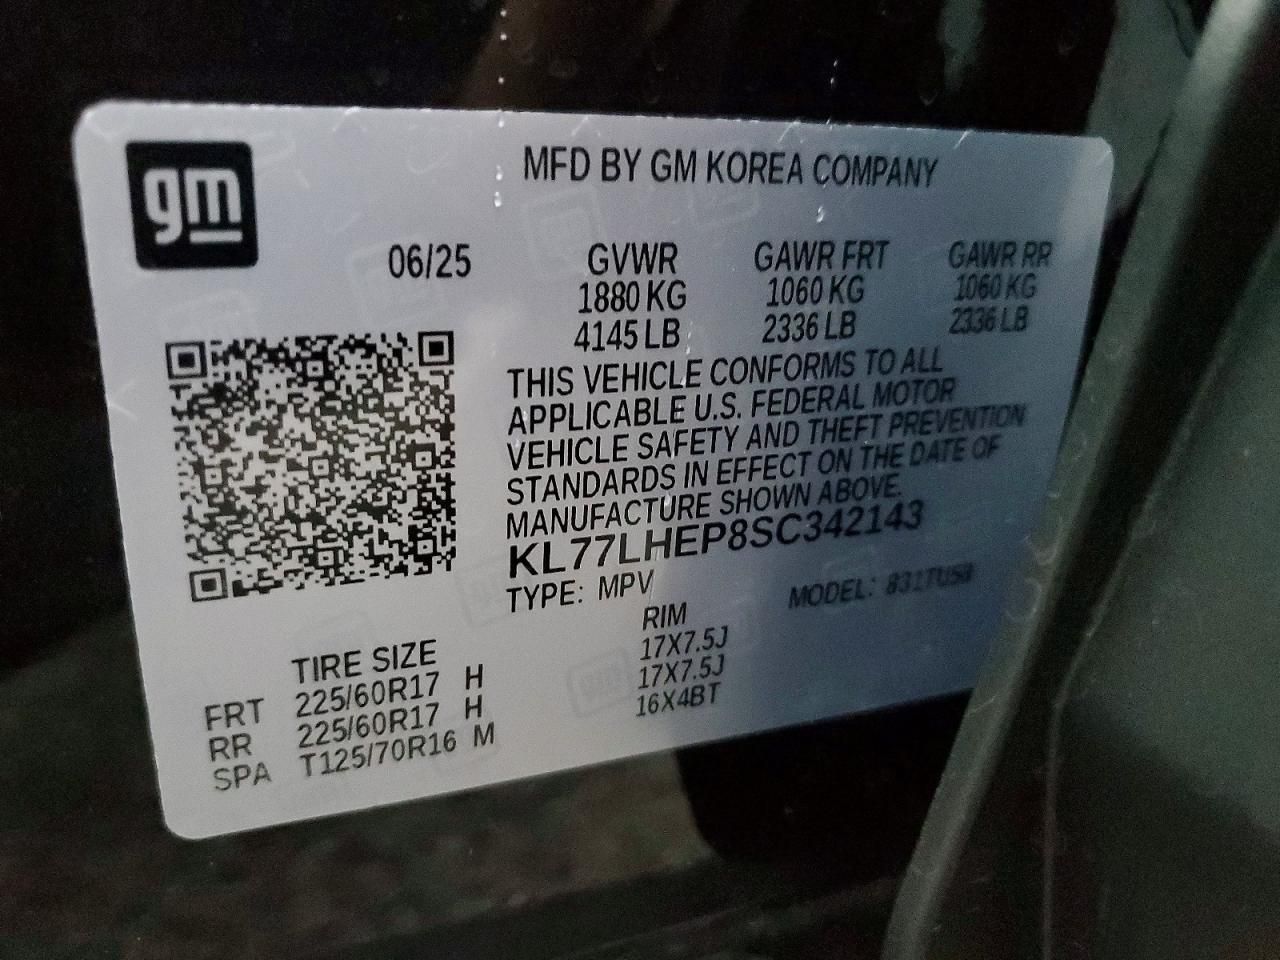 gm
MFD BY GM KOREA COMPANY
06/25 GVWR GAWR FRT GAWR RR
1880 KG 1060 KG 1060 KG
4145 LB 2336 LB 2336 LB
THIS VEHICLE CONFORMS TO ALL
APPLICABLE U.S. FEDERAL MOTOR
VEHICLE SAFETY AND THEFT PREVENTION
STANDARDS IN EFFECT ON THE DATE OF
MANUFACTURE SHOWN ABOVE.
KL77LHEP8SC342143
TYPE: MPV MODEL:
TIRE SIZE RIM
FRT 225/60R17 H 17X7.5J
RR 225/60R17 H 17X7.5J
SPA T125/70R16 M 16X4BT